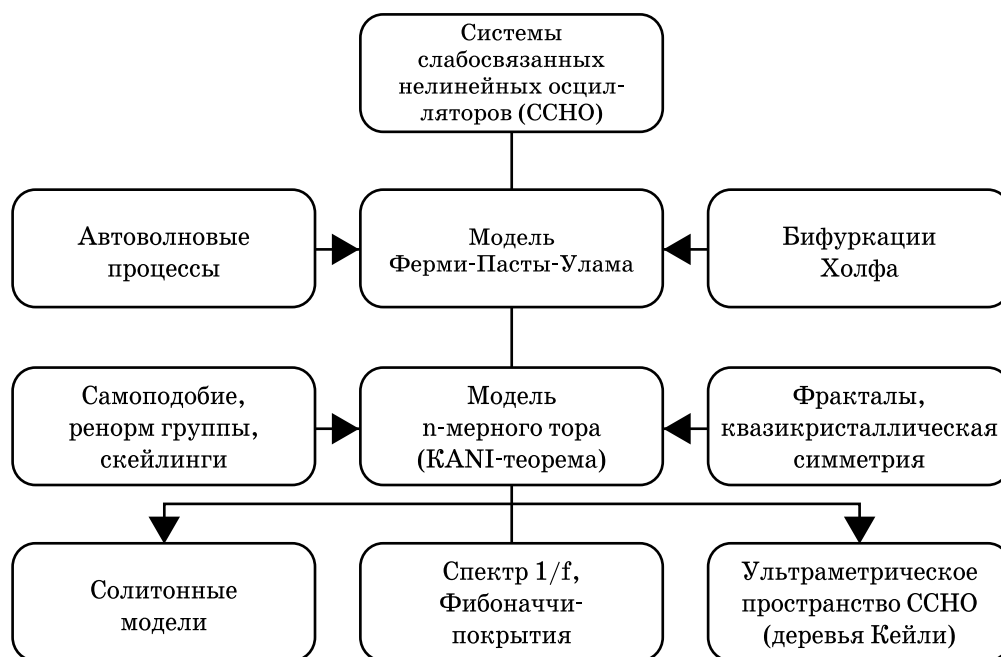 Системы
слабосвязанных
нелинейных осцил-
ляторов (ССНО)
Автоволновые
процессы
Модель
Ферми-Пасты-Улама
Бифуркации
Холфа
Самоподобие,
ренорм группы,
скейлинги
Модель
n-мерного тора
(KANI-теорема)
Фракталы,
квазикристаллическая
симметрия
Солитонные
модели
Спектр 1/f,
Фибоначчи-
покрытия
Ультраметрическое
пространство ССНО
(деревья Кейли)